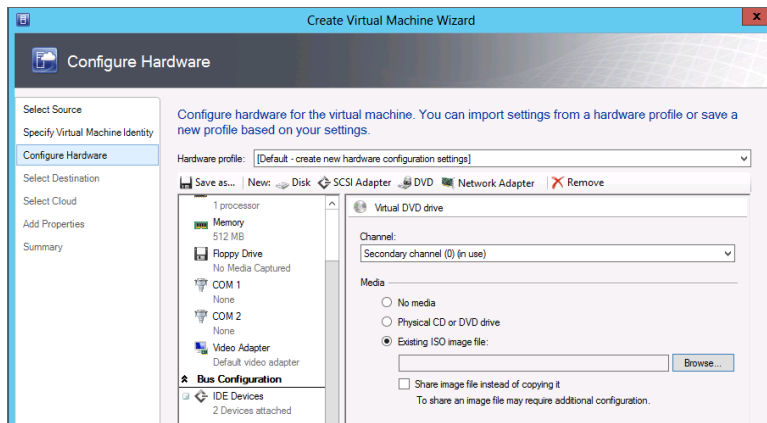 Create Virtual Machine Wizard
x
Configure Hardware
Select Source
Specify Virtual Machine Identity
Configure Hardware
Select Destination
Select Cloud
Add Properties
Summary
Configure hardware for the virtual machine. You can import settings from a hardware profile or save a
new profile based on your settings.
Hardware profile: [Default - create new hardware configuration settings]
Save as... New: Disk SCSI Adapter DVD Network Adapter Remove
1 processor
Memory
512 MB
Floppy Drive
No Media Captured
COM 1
None
COM 2
None
Video Adapter
Default video adapter
Bus Configuration
IDE Devices
2 Devices attached
Virtual DVD drive
Channel:
Secondary channel (0) (in use)
Media
No media
Physical CD or DVD drive
Existing ISO image file:
Browse...
Share image file instead of copying it
To share an image file may require additional configuration.